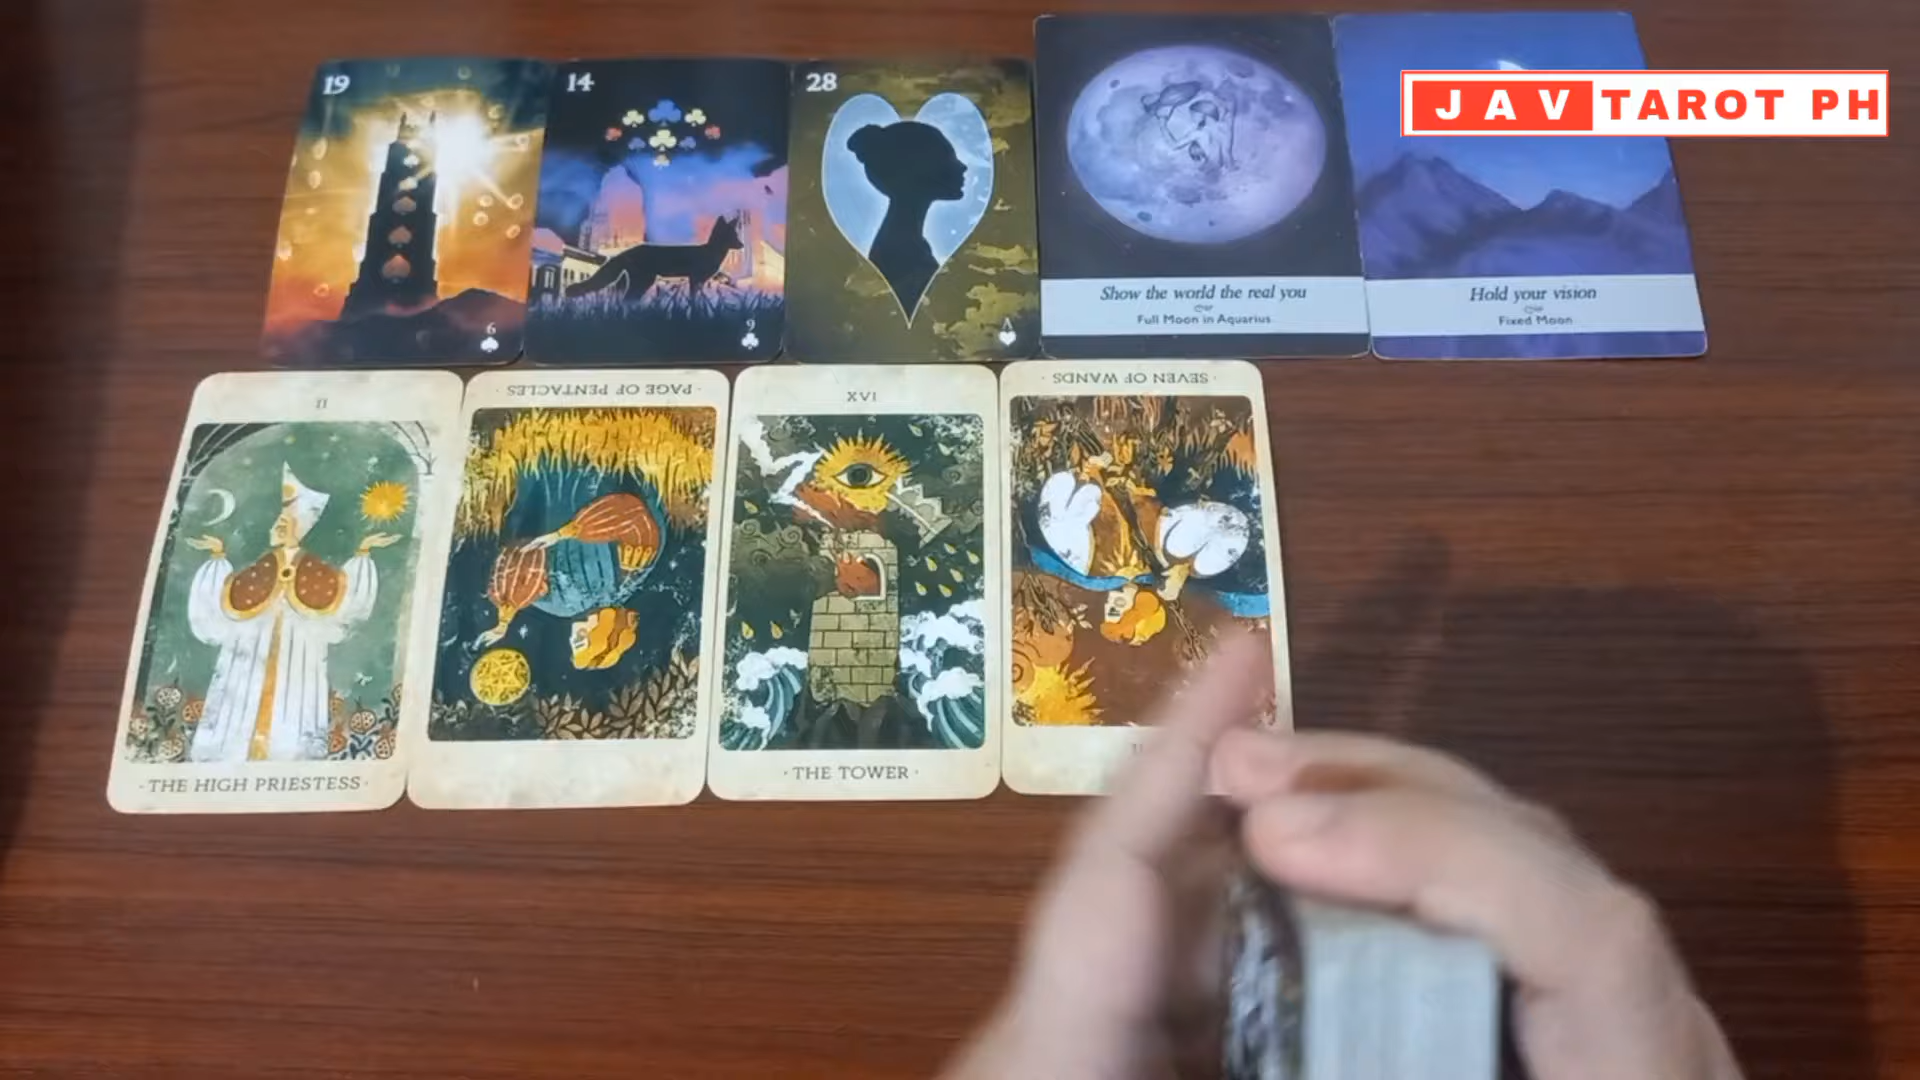 19
14
28
JAV TAROT PH
6
9
A
Show the world the real you
Full Moon in Aquarius
Hold your vision
Fixed Moon
II
PAGE OF PENTACLES
XVI
SEVEN OF WANDS
THE HIGH PRIESTESS
THE TOWER